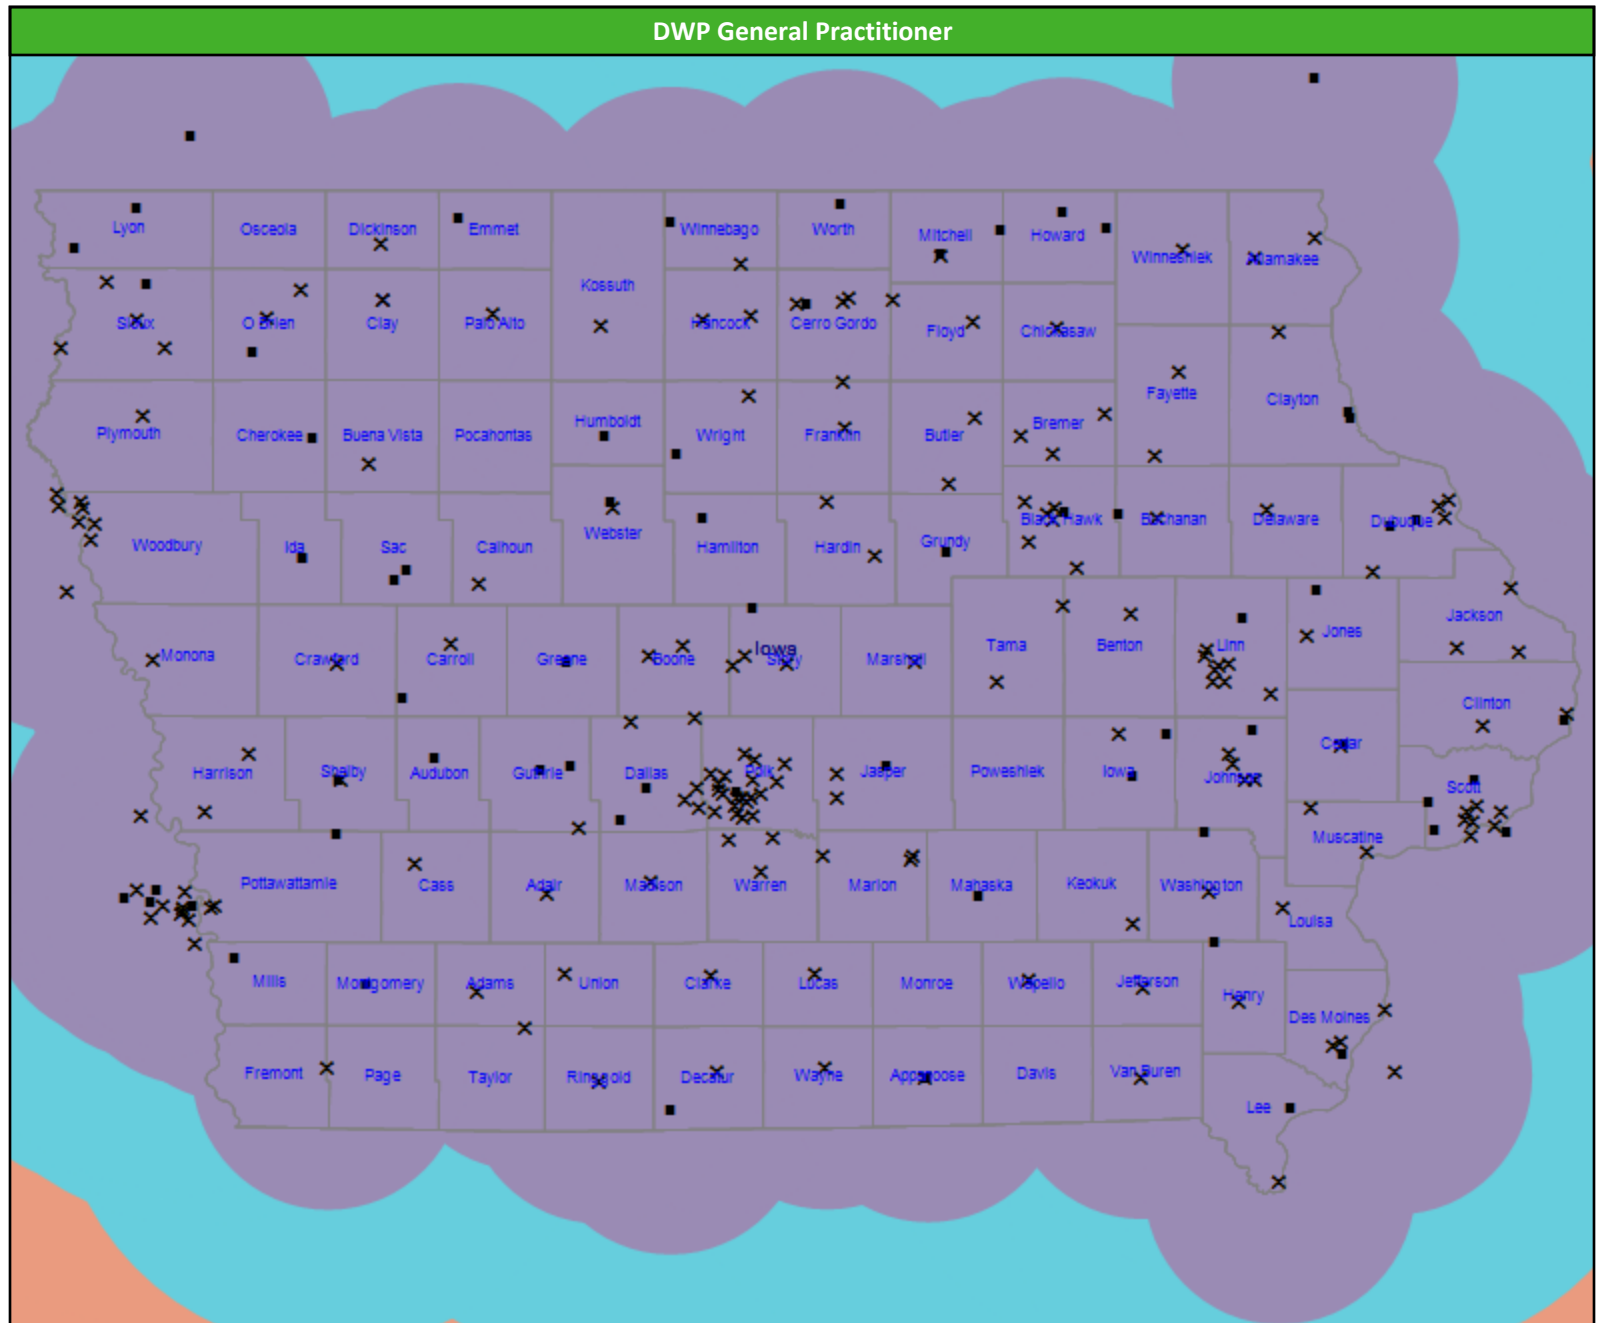 DWP General Practitioner
Lyon
Osceola
Dickinson
Emmet
Winnebago
Worth
Mitchell
Howard
Winneshiek
Allamakee
Kossuth
Sioux
O Brien
Clay
Palo Alto
Hancock
Cerro Gordo
Floyd
Chickasaw
Fayette
Clayton
Plymouth
Cherokee
Buena Vista
Pocahontas
Humboldt
Wright
Franklin
Butler
Bremer
Woodbury
Ida
Sac
Calhoun
Webster
Hamilton
Hardin
Grundy
Black Hawk
Buchanan
Delaware
Dubuque
Jackson
Monona
Crawford
Carroll
Greene
Boone
Iowa
Story
Marshall
Tama
Benton
Linn
Jones
Clinton
Cedar
Harrison
Shelby
Audubon
Guthrie
Dallas
Polk
Jasper
Poweshiek
Iowa
Johnson
Scott
Muscatine
Pottawattamie
Cass
Adair
Madison
Warren
Marion
Mahaska
Keokuk
Washington
Louisa
Mills
Montgomery
Adams
Union
Clarke
Lucas
Monroe
Wapello
Jefferson
Henry
Des Moines
Fremont
Page
Taylor
Ringgold
Decatur
Wayne
Appanoose
Davis
Van Buren
Lee